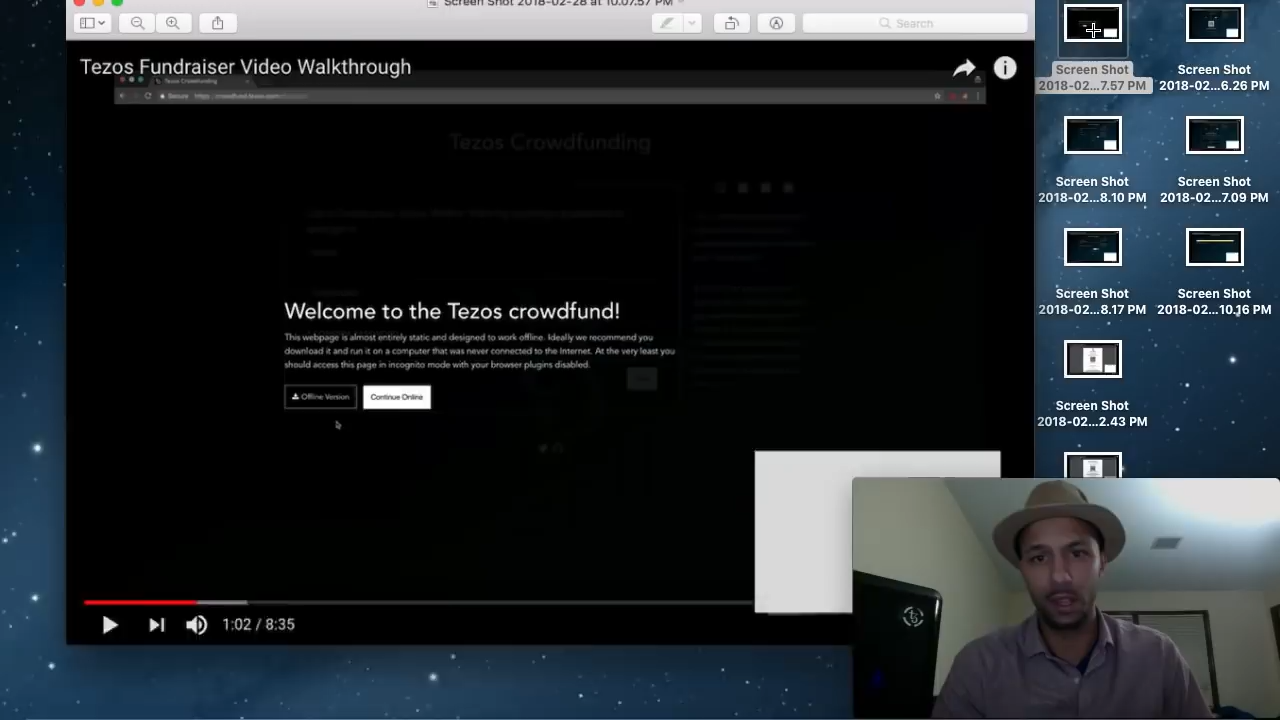 Screen Shot 2018-02-28 at 10.07.57 PM
Search
Tezos Fundraiser Video Walkthrough
Tezos Crowdfunding
Secure
Tezos Crowdfunding
Welcome to the Tezos crowdfund!
This webpage is almost entirely static and designed to work offline. Ideally we recommend you
download it and run it on a computer that was never connected to the Internet. At the very least you
should access this page in incognito mode with your browser plugins disabled.
Offline Version
Continue Online
1:02 / 8:35
Screen Shot
2018-02...7.57 PM
Screen Shot
2018-02...6.26 PM
Screen Shot
2018-02...8.10 PM
Screen Shot
2018-02...7.09 PM
Screen Shot
2018-02...8.17 PM
Screen Shot
2018-02...10.16 PM
Screen Shot
2018-02...2.43 PM